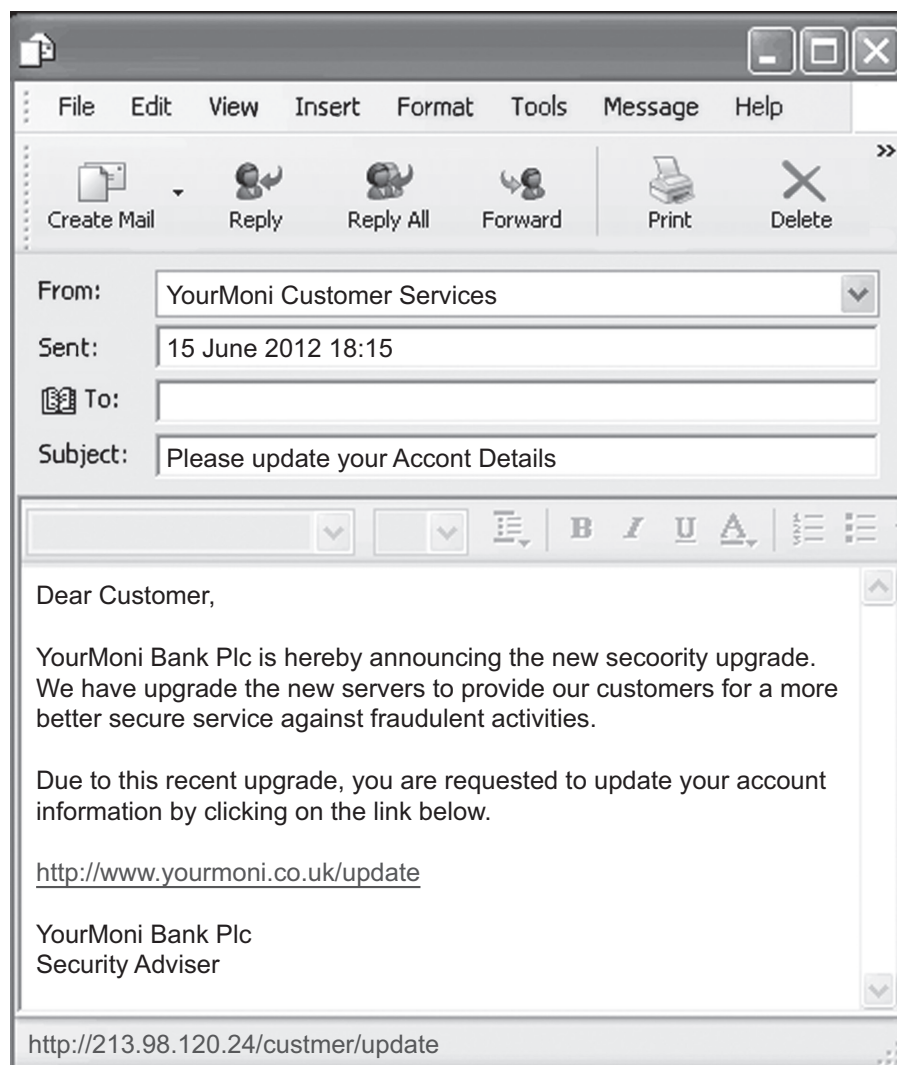 File Edit View Insert Format Tools Message Help
»
Create Mail Reply Reply All Forward Print Delete
From: YourMoni Customer Services
Sent: 15 June 2012 18:15
To:
Subject: Please update your Accont Details
B I U A
Dear Customer,
YourMoni Bank Plc is hereby announcing the new secoority upgrade.
We have upgrade the new servers to provide our customers for a more
better secure service against fraudulent activities.
Due to this recent upgrade, you are requested to update your account
information by clicking on the link below.
http://www.yourmoni.co.uk/update
YourMoni Bank Plc
Security Adviser
http://213.98.120.24/custmer/update